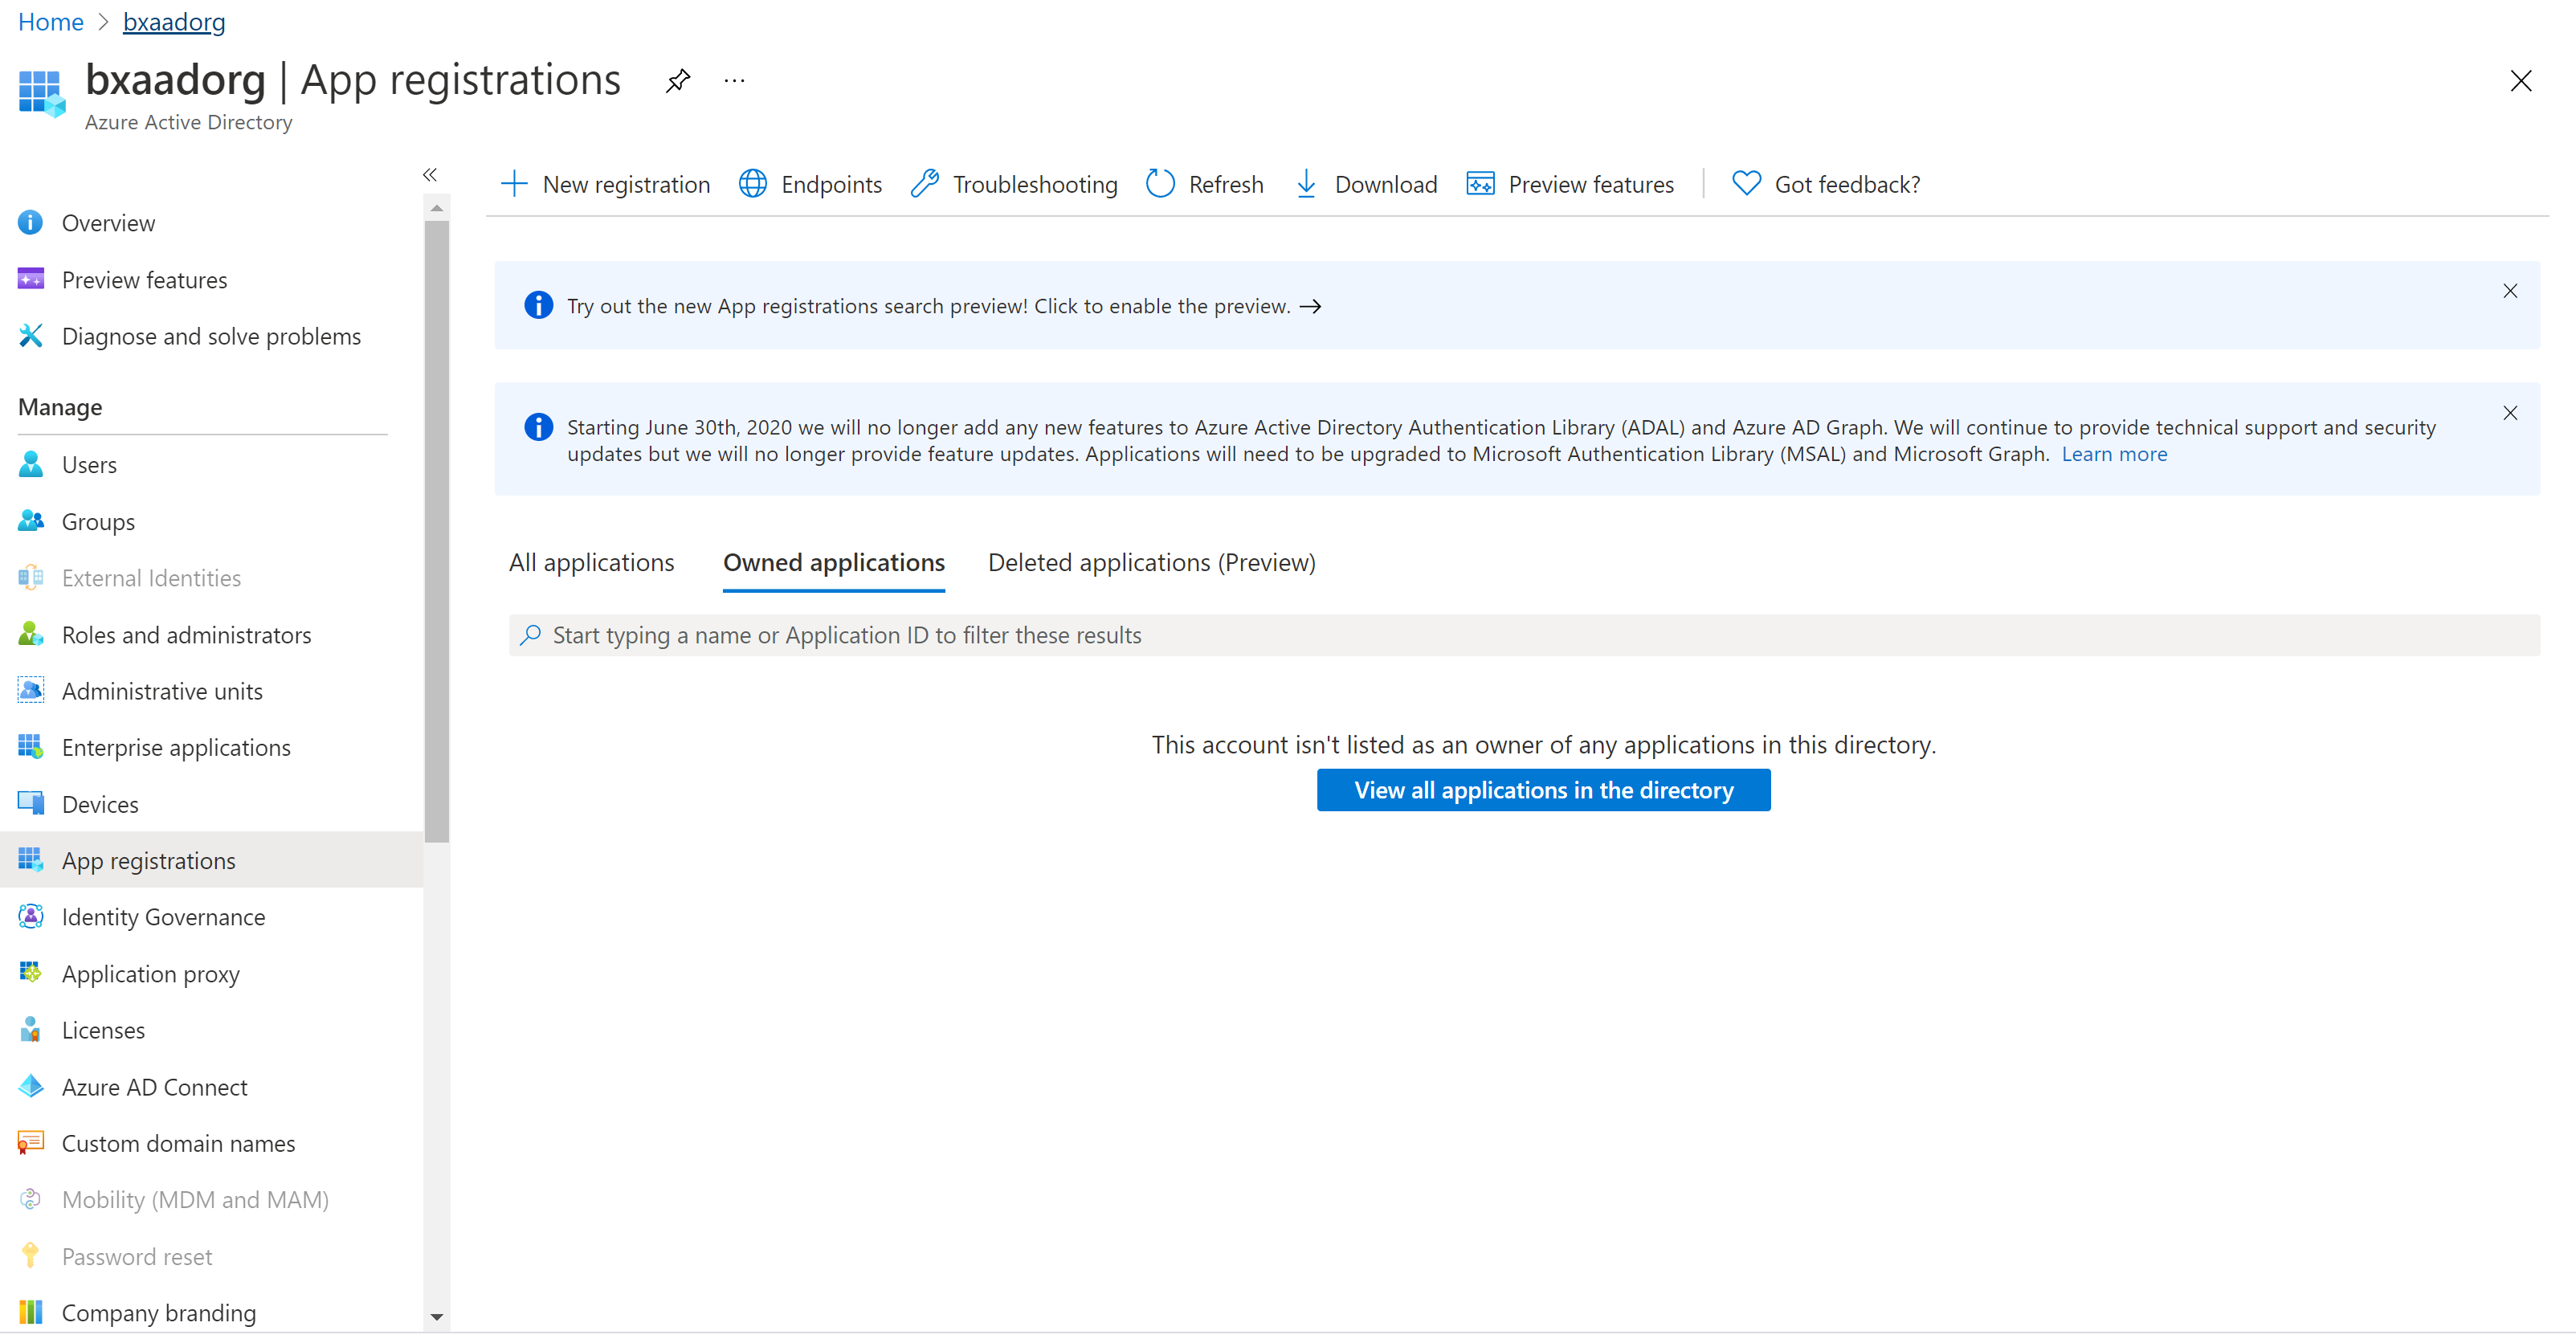 Home > bxaadorg
bxaadorg | App registrations
Azure Active Directory
New registration
Endpoints
Troubleshooting
Refresh
Download
Preview features
Got feedback?
Overview
Preview features
Diagnose and solve problems
Manage
Users
Groups
External Identities
Roles and administrators
Administrative units
Enterprise applications
Devices
App registrations
Identity Governance
Application proxy
Licenses
Azure AD Connect
Custom domain names
Mobility (MDM and MAM)
Password reset
Company branding
Try out the new App registrations search preview! Click to enable the preview. →
Starting June 30th, 2020 we will no longer add any new features to Azure Active Directory Authentication Library (ADAL) and Azure AD Graph. We will continue to provide technical support and security
updates but we will no longer provide feature updates. Applications will need to be upgraded to Microsoft Authentication Library (MSAL) and Microsoft Graph. Learn more
All applications
Owned applications
Deleted applications (Preview)
Start typing a name or Application ID to filter these results
This account isn't listed as an owner of any applications in this directory.
View all applications in the directory